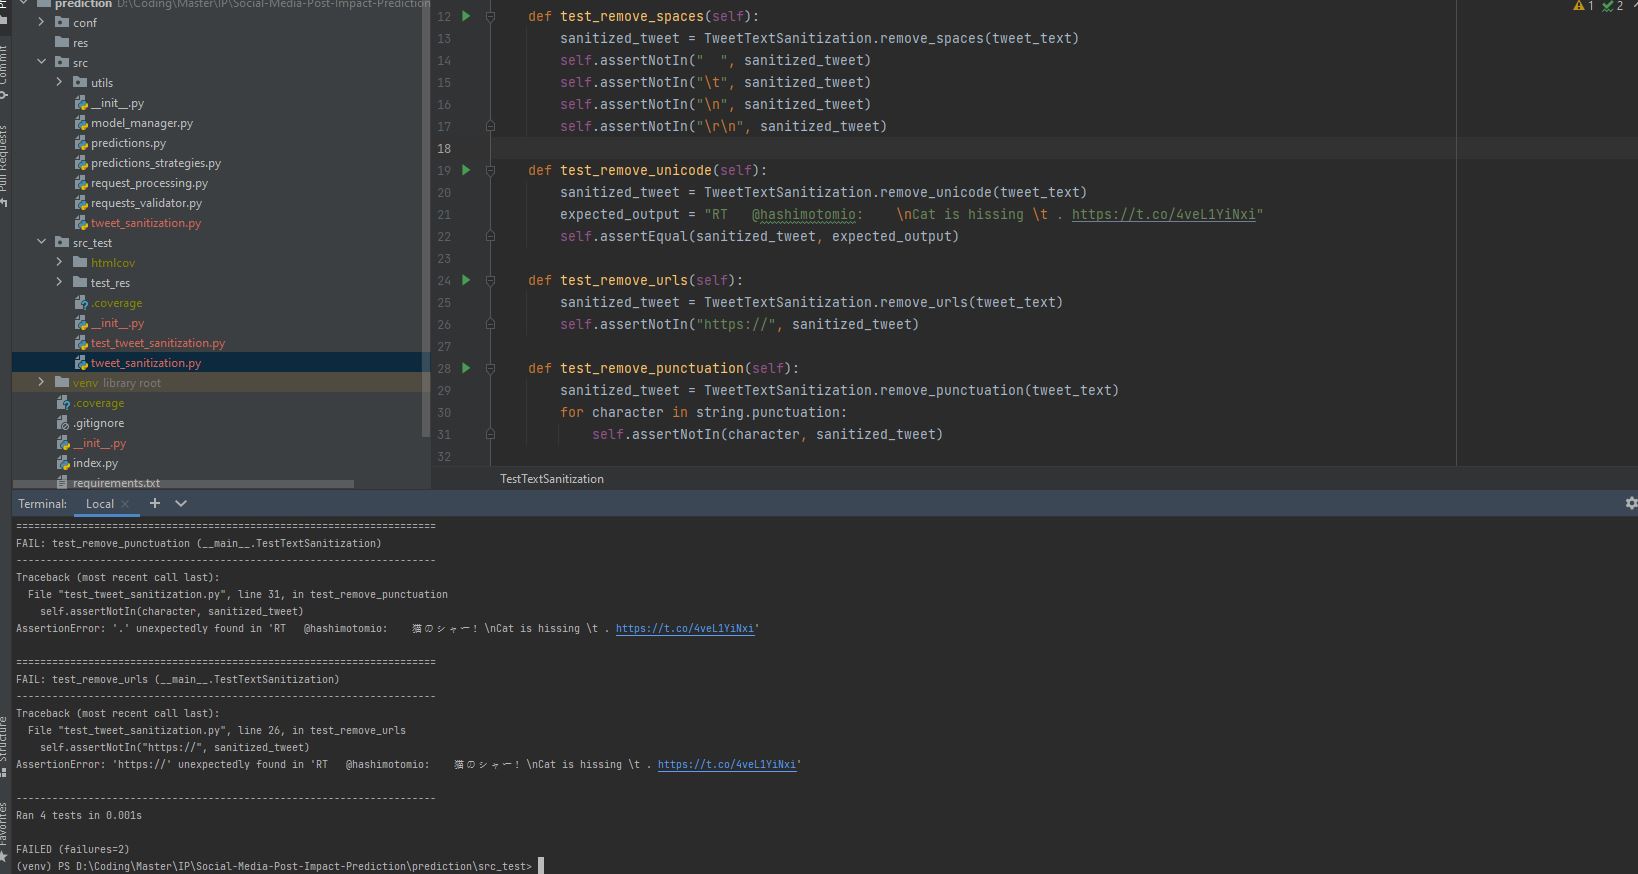 prediction D:\Coding\Master\IP\Social-Media-Post-Impact-Prediction
conf
res
src
utils
__init__.py
model_manager.py
predictions.py
predictions_strategies.py
request_processing.py
requests_validator.py
tweet_sanitization.py
src_test
htmlcov
test_res
.coverage
__init__.py
test_tweet_sanitization.py
tweet_sanitization.py
venv library root
.coverage
.gitignore
__init__.py
index.py
requirements.txt
Commit
Pull Requests
Structure
Favorites
1 2
12 def test_remove_spaces(self):
13 sanitized_tweet = TweetTextSanitization.remove_spaces(tweet_text)
14 self.assertNotIn("  ", sanitized_tweet)
15 self.assertNotIn("\t", sanitized_tweet)
16 self.assertNotIn("\n", sanitized_tweet)
17 self.assertNotIn("\r\n", sanitized_tweet)
18
19 def test_remove_unicode(self):
20 sanitized_tweet = TweetTextSanitization.remove_unicode(tweet_text)
21 expected_output = "RT   @hashimotomio:    \nCat is hissing \t . https://t.co/4veL1YiNxi"
22 self.assertEqual(sanitized_tweet, expected_output)
23
24 def test_remove_urls(self):
25 sanitized_tweet = TweetTextSanitization.remove_urls(tweet_text)
26 self.assertNotIn("https://", sanitized_tweet)
27
28 def test_remove_punctuation(self):
29 sanitized_tweet = TweetTextSanitization.remove_punctuation(tweet_text)
30 for character in string.punctuation:
31 self.assertNotIn(character, sanitized_tweet)
32
TestTextSanitization
Terminal: Local × +
======================================================================
FAIL: test_remove_punctuation (__main__.TestTextSanitization)
----------------------------------------------------------------------
Traceback (most recent call last):
File "test_tweet_sanitization.py", line 31, in test_remove_punctuation
self.assertNotIn(character, sanitized_tweet)
AssertionError: '.' unexpectedly found in 'RT   @hashimotomio:    猫のシャー! \nCat is hissing \t . https://t.co/4veL1YiNxi'
======================================================================
FAIL: test_remove_urls (__main__.TestTextSanitization)
----------------------------------------------------------------------
Traceback (most recent call last):
File "test_tweet_sanitization.py", line 26, in test_remove_urls
self.assertNotIn("https://", sanitized_tweet)
AssertionError: 'https://' unexpectedly found in 'RT   @hashimotomio:    猫のシャー! \nCat is hissing \t . https://t.co/4veL1YiNxi'
----------------------------------------------------------------------
Ran 4 tests in 0.001s
FAILED (failures=2)
(venv) PS D:\Coding\Master\IP\Social-Media-Post-Impact-Prediction\prediction\src_test>